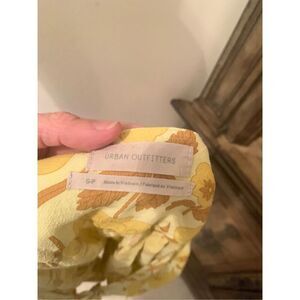 URBAN OUTFITTERS
S-P
Made in Vietnam / Fabriqué au Vietnam